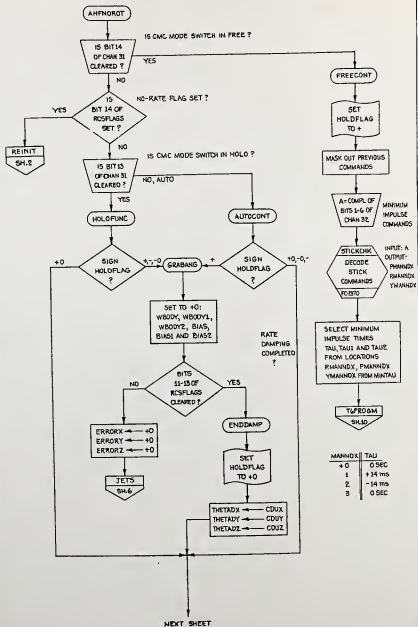 AHFNOROT
IS CMC MODE SWITCH IN FREE ?
IS BIT 14
OF CHAN 31
CLEARED ?
YES
NO
FREECONT
IS
BIT 14 OF
RCSFLAGS
SET ?
NO-RATE FLAG SET ?
YES
NO
REINIT
SH.2
SET
HOLDFLAG
TO +
MASK OUT PREVIOUS
COMMANDS
IS BIT 13
OF CHAN 31
CLEARED ?
IS CMC MODE SWITCH IN HOLD ?
NO, AUTO
YES
A=COMPL OF
BITS 1-6 OF
CHAN 32
MINIMUM
IMPULSE
COMMANDS
HOLDFUNC
AUTOCONT
STICKCHK
DECODE
STICK
COMMANDS
FC-2370
INPUT: A
OUTPUT-
PMANNDX
RMANNDX
YMANNDX
+0
SIGN
HOLDFLAG
?
+,-,-0
GRABANG
+
SIGN
HOLDFLAG
?
+0,-0,-
SET TO +0:
WBODY, WBODY1,
WBODY2, BIAS,
BIAS1 AND BIAS2
RATE
DAMPING
COMPLETED
?
SELECT MINIMUM
IMPULSE TIMES
TAU, TAU1 AND TAU2
FROM LOCATIONS
RMANNDX, PMANNDX
YMANNDX FROM MINTAU
NO
BITS
11-13 OF
RCSFLAGS
CLEARED ?
YES
T6PROGM
SH.10
ERRORX ← +0
ERRORY ← +0
ERRORZ ← +0
ENDDAMP
JETS
SH.6
SET
HOLDFLAG
TO +0
MANNDX TAU
+0 0 SEC
1 +14 ms
2 -14 ms
3 0 SEC
THETADX ← CDUX
THETADY ← CDUY
THETADZ ← CDUZ
NEXT SHEET